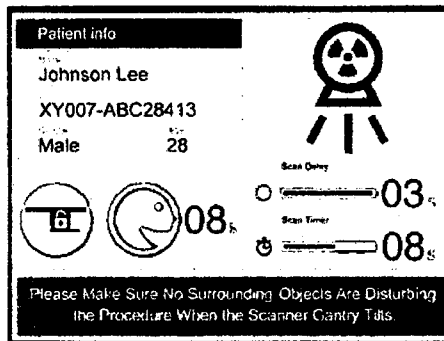 Patient info
Name
Johnson Lee
XY007-ABC28413
Male 28
Scan Delay
03s
08s
Scan Timer
08s
Please Make Sure No Surrounding Objects Are Disturbing
the Procedure When the Scanner Gantry Tilts.